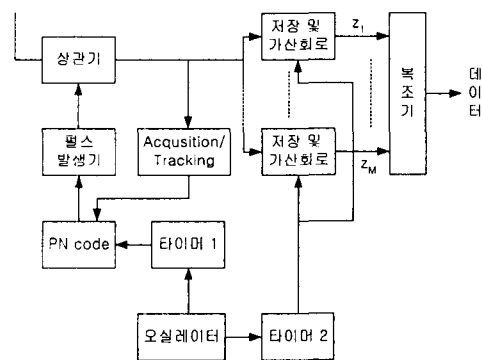 저장 및
가산회로
z₁
상관기
복
조
기
데
이
터
펄스
발생기
Acqusition/
Tracking
저장 및
가산회로
z_M
PN code
타이머 1
오실레이터
타이머 2